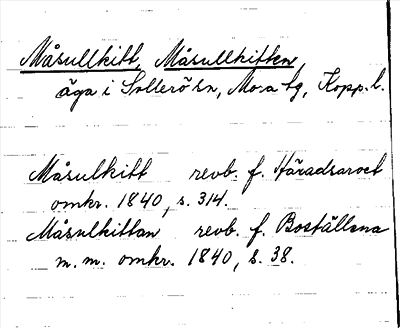 Måsullkitt, Måsullkitten,
äga i Sollerö sn, Mora tg, Kopp. l.
Måsulkitt revb. f. Häradsrätt
omkr. 1840, s. 314.
Måsulkittan revb. f. Boställena
m.m. omkr. 1840, s. 38.